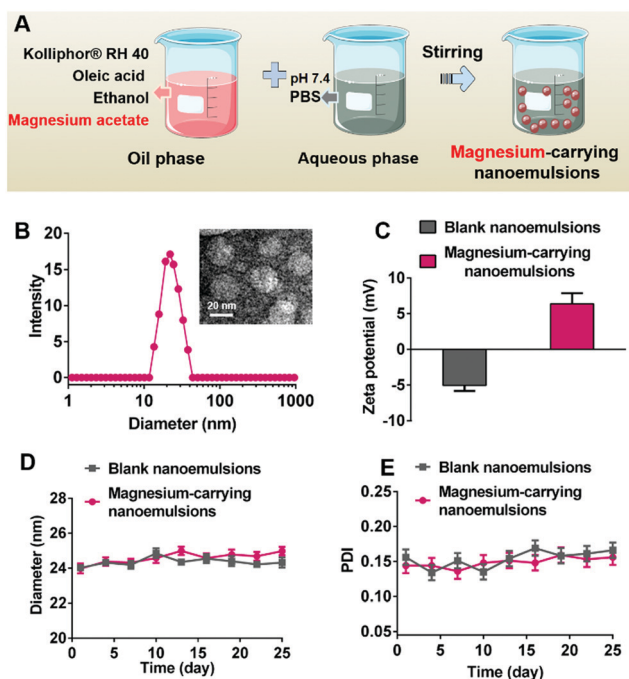 A
Kolliphor® RH 40
Oleic acid
Ethanol
Magnesium acetate
Oil phase
pH 7.4
PBS
Aqueous phase
Stirring
Magnesium-carrying
nanoemulsions
B
Intensity
20
15
10
5
0
1
10
100
1000
Diameter (nm)
20 nm
C
Blank nanoemulsions
Magnesium-carrying
nanoemulsions
Zeta potential (mV)
10
5
0
-5
-10
D
Blank nanoemulsions
Magnesium-carrying
nanoemulsions
Diameter (nm)
28
26
24
22
20
0
5
10
15
20
25
Time (day)
E
Blank nanoemulsions
Magnesium-carrying
nanoemulsions
PDI
0.25
0.20
0.15
0.10
0.05
0
5
10
15
20
25
Time (day)